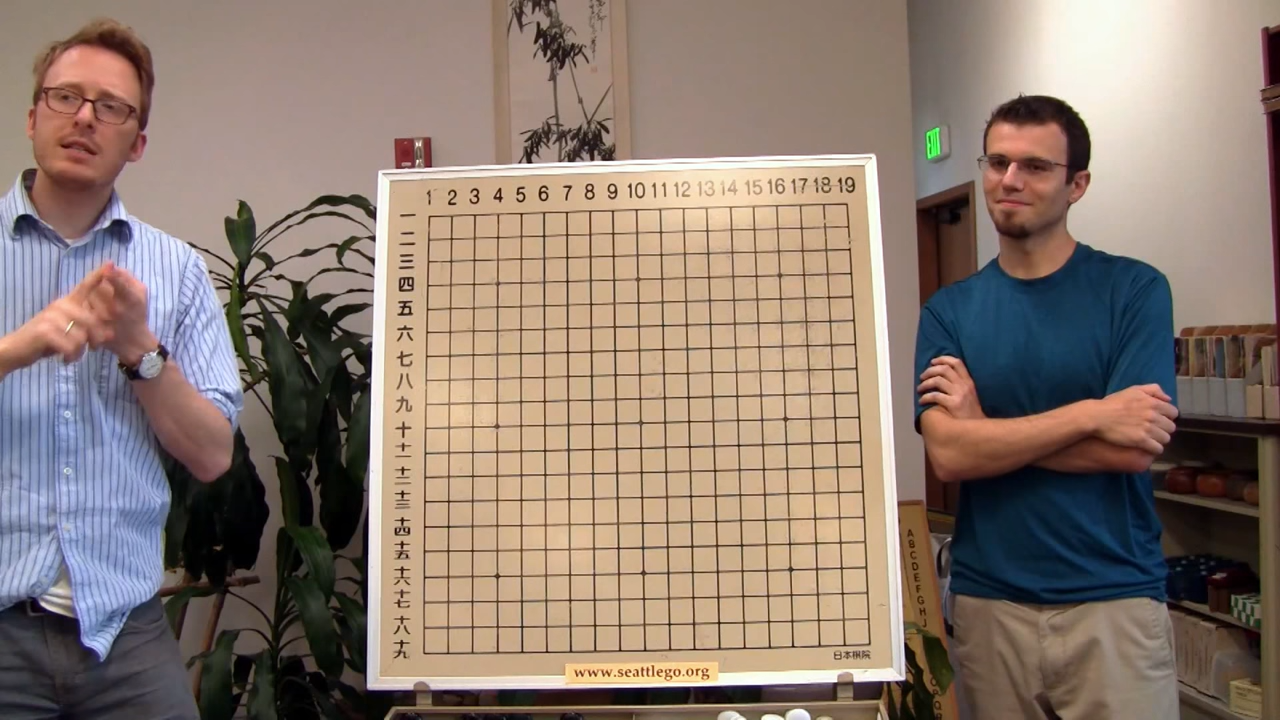 EXIT
1 2 3 4 5 6 7 8 9 10 11 12 13 14 15 16 17 18 19
一
二
三
四
五
六
七
八
九
十
十一
十二
十三
十四
十五
十六
十七
十八
十九
日本棋院
www.seattlego.org
A
B
C
D
E
F
G
H
J